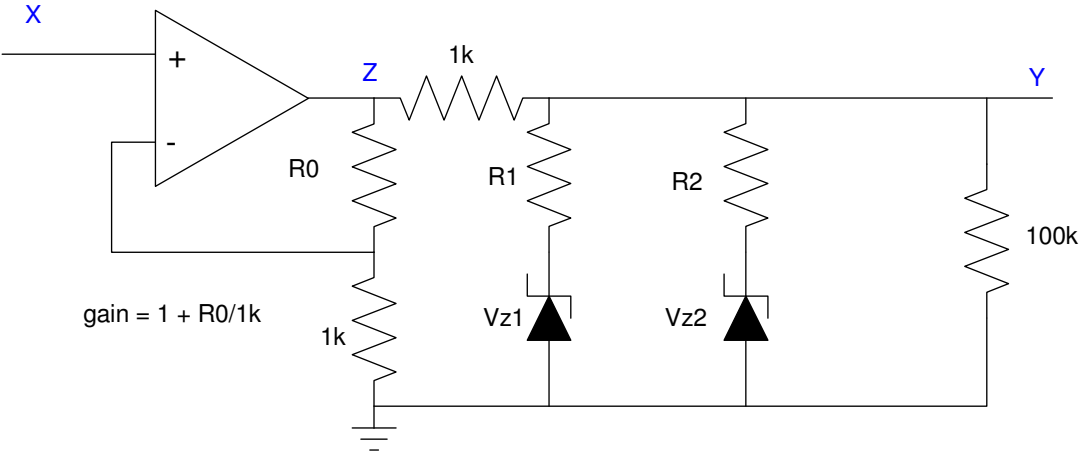 X
+
1k
Z
Y
-
R0
R1
R2
100k
gain = 1 + R0/1k
1k
Vz1
Vz2